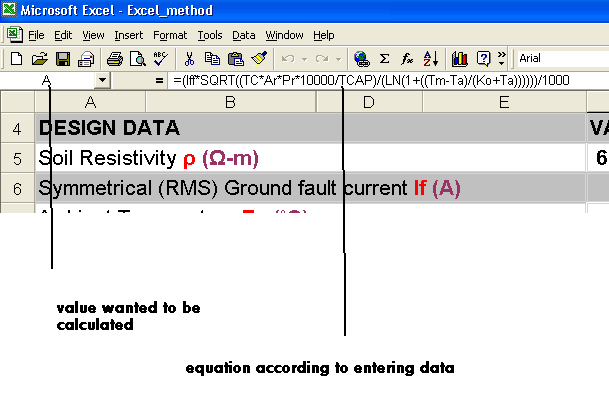 Microsoft Excel - Excel_method
File Edit View Insert Format Tools Data Window Help
Arial
A = =(Iff*SQRT((TC*Ar*Pr*10000/TCAP)/(LN(1+((Tm-Ta)/(Ko+Ta))))))/1000
A B D E
4 DESIGN DATA VA
5 Soil Resistivity ρ (Ω-m) 6
6 Symmetrical (RMS) Ground fault current If (A)
value wanted to be
calculated
equation according to entering data